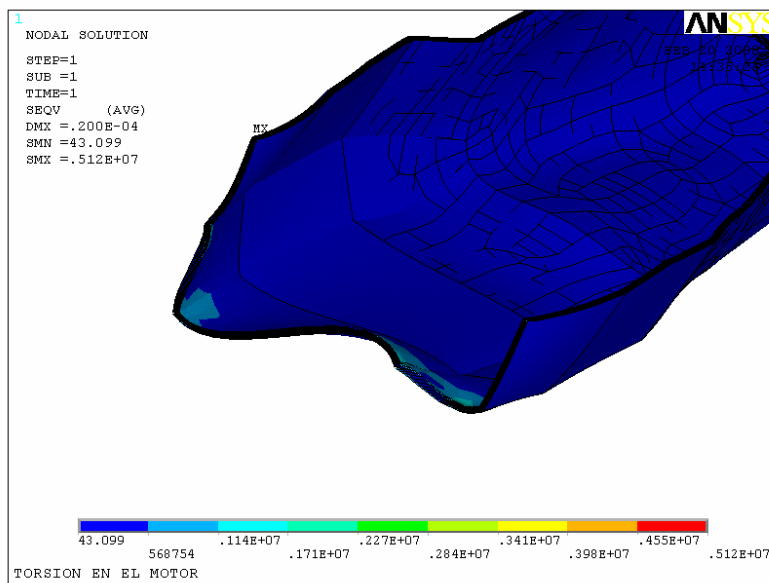 1
ANSYS
NODAL SOLUTION
STEP=1
SUB =1
TIME=1
SEQV (AVG)
DMX =.200E-04
SMN =43.099
SMX =.512E+07
MX
43.099
568754
.114E+07
.171E+07
.227E+07
.284E+07
.341E+07
.398E+07
.455E+07
.512E+07
TORSION EN EL MOTOR